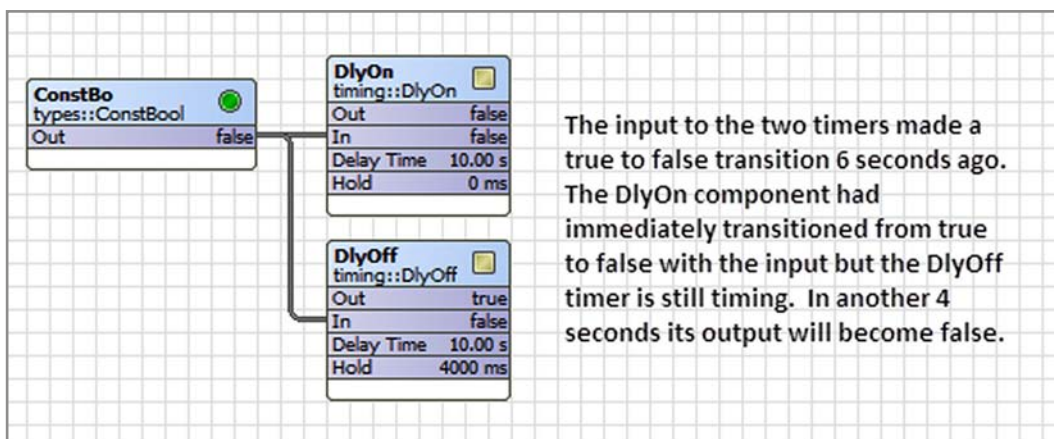 ConstBo
types::ConstBool
Out false
DlyOn
timing::DlyOn
Out false
In false
Delay Time 10.00 s
Hold 0 ms
DlyOff
timing::DlyOff
Out true
In false
Delay Time 10.00 s
Hold 4000 ms
The input to the two timers made a
true to false transition 6 seconds ago.
The DlyOn component had
immediately transitioned from true
to false with the input but the DlyOff
timer is still timing. In another 4
seconds its output will become false.